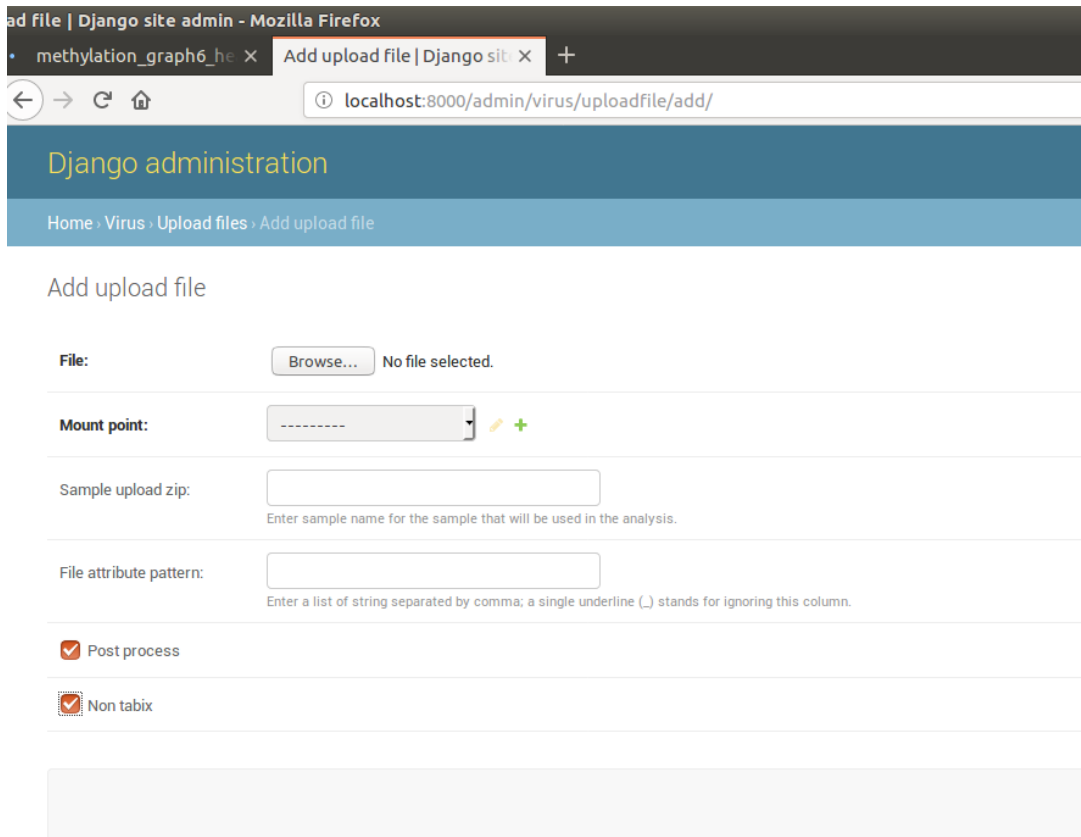 ad file | Django site admin - Mozilla Firefox
methylation_graph6_he × Add upload file | Django sit ×
localhost:8000/admin/virus/uploadfile/add/
Django administration
Home › Virus › Upload files › Add upload file
Add upload file
File: Browse... No file selected.
Mount point: ---------
Sample upload zip:
Enter sample name for the sample that will be used in the analysis.
File attribute pattern:
Enter a list of string separated by comma; a single underline (_) stands for ignoring this column.
Post process
Non tabix